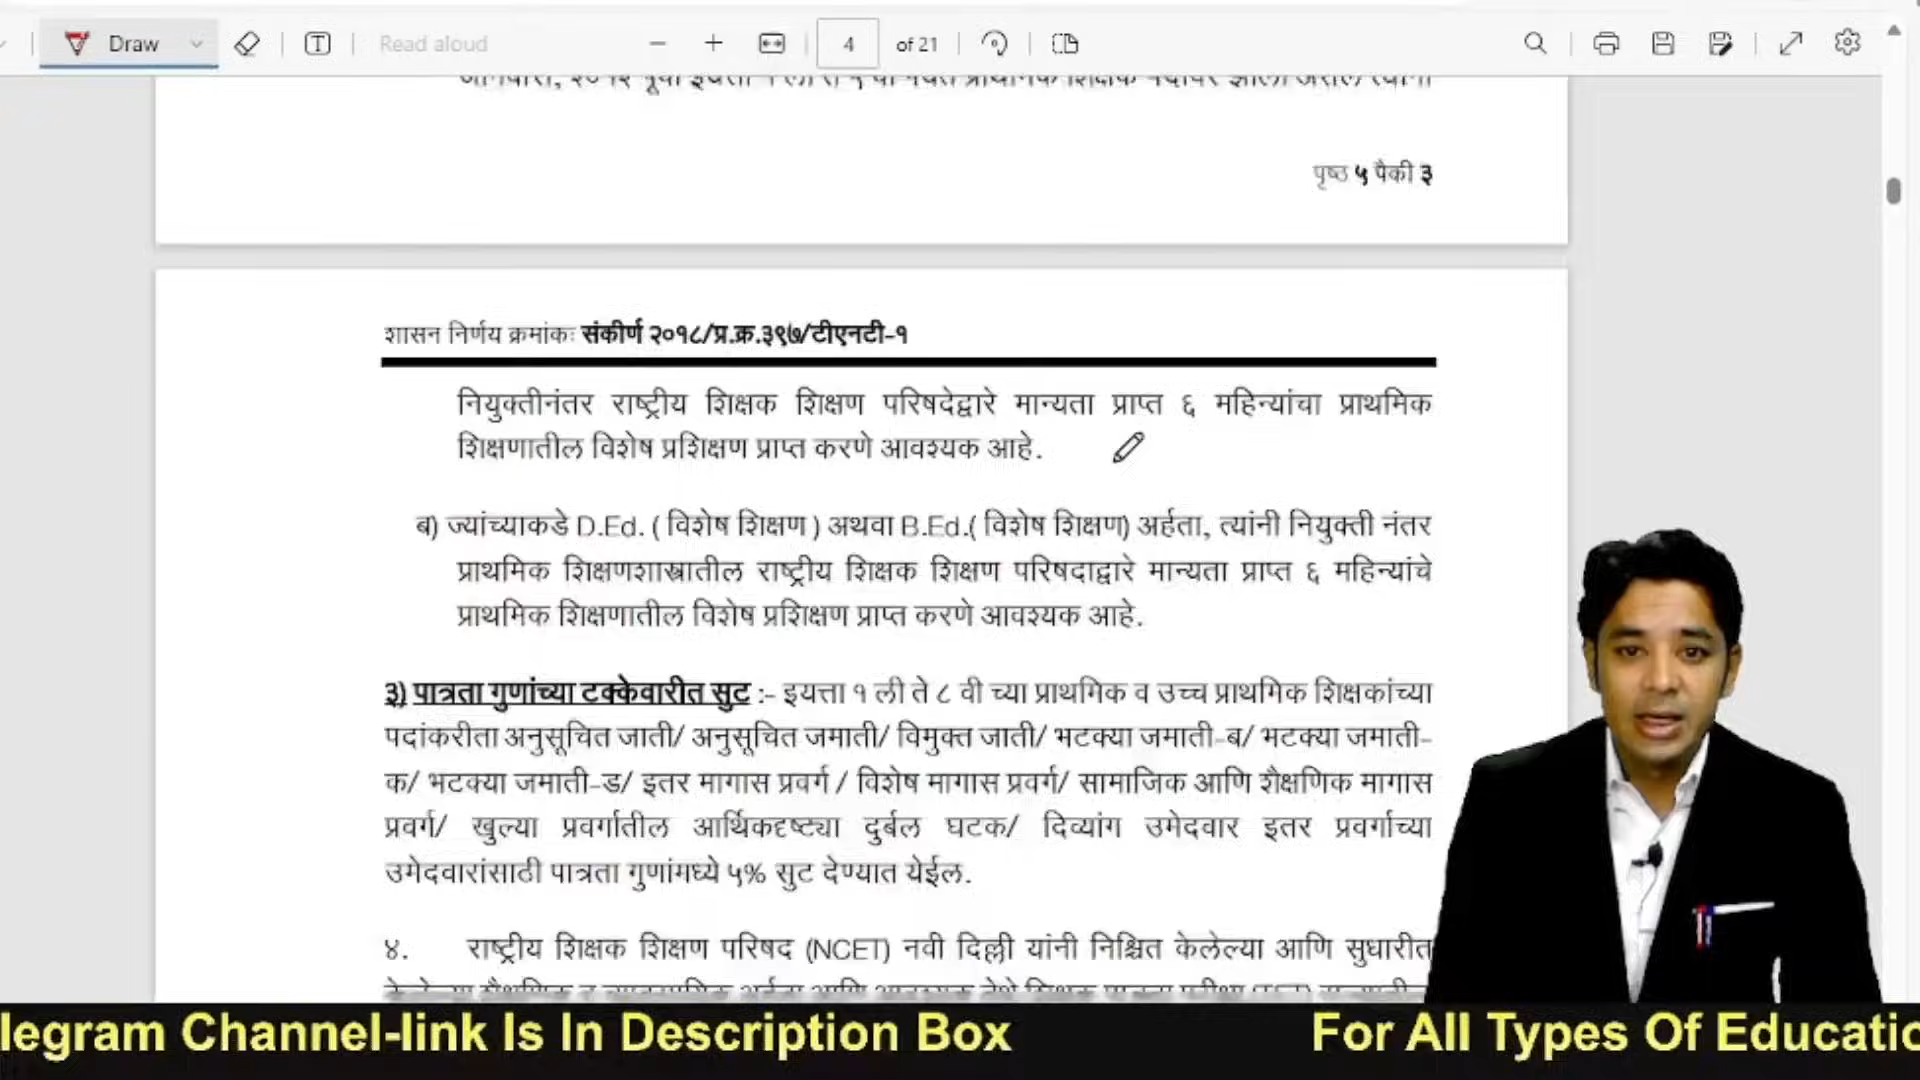 Draw
Read aloud
4
of 21
पृष्ठ ५ पैकी ३
शासन निर्णय क्रमांकः संकीर्ण २०१८/प्र.क्र.३९७/टीएनटी-१
नियुक्तीनंतर राष्ट्रीय शिक्षक शिक्षण परिषदेद्वारे मान्यता प्राप्त ६ महिन्यांचा प्राथमिक
शिक्षणातील विशेष प्रशिक्षण प्राप्त करणे आवश्यक आहे.
ब) ज्यांच्याकडे D.Ed. ( विशेष शिक्षण ) अथवा B.Ed.( विशेष शिक्षण) अर्हता, त्यांनी नियुक्ती नंतर
प्राथमिक शिक्षणशास्त्रातील राष्ट्रीय शिक्षक शिक्षण परिषदाद्वारे मान्यता प्राप्त ६ महिन्यांचे
प्राथमिक शिक्षणातील विशेष प्रशिक्षण प्राप्त करणे आवश्यक आहे.
३) पात्रता गुणांच्या टक्केवारीत सुट :- इयत्ता १ ली ते ८ वी च्या प्राथमिक व उच्च प्राथमिक शिक्षकांच्या
पदांकरीता अनुसूचित जाती/ अनुसूचित जमाती/ विमुक्त जाती/ भटक्या जमाती-ब/ भटक्या जमाती-
क/ भटक्या जमाती-ड/ इतर मागास प्रवर्ग / विशेष मागास प्रवर्ग/ सामाजिक आणि शैक्षणिक मागास
प्रवर्ग/ खुल्या प्रवर्गातील आर्थिकदृष्ट्या दुर्बल घटक/ दिव्यांग उमेदवार इतर प्रवर्गाच्या
उमेदवारांसाठी पात्रता गुणांमध्ये ५% सुट देण्यात येईल.
४. राष्ट्रीय शिक्षक शिक्षण परिषद (NCET) नवी दिल्ली यांनी निश्चित केलेल्या आणि सुधारीत
legram Channel-link Is In Description Box For All Types Of Educatio